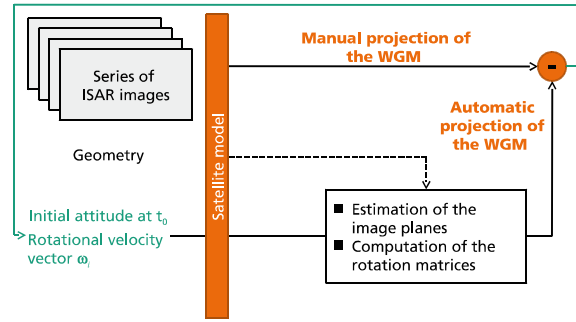 Series of
ISAR images
Geometry
Initial attitude at t₀
Rotational velocity
vector ωᵢ
Satellite model
Manual projection of
the WGM
-
Automatic
projection of
the WGM
■ Estimation of the
image planes
■ Computation of the
rotation matrices